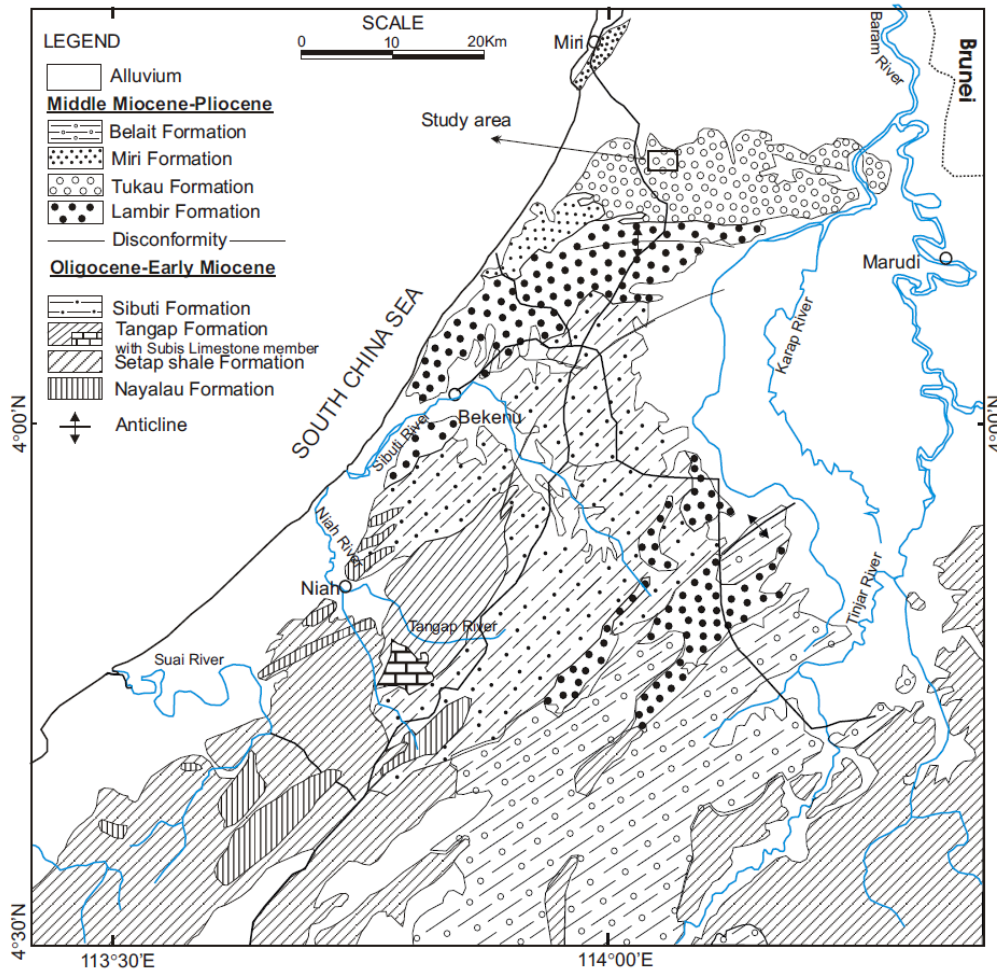 LEGEND
Alluvium
Middle Miocene-Pliocene
Belait Formation
Miri Formation
Tukau Formation
Lambir Formation
Disconformity
Oligocene-Early Miocene
Sibuti Formation
Tangap Formation
with Subis Limestone member
Setap shale Formation
Nayalau Formation
Anticline
SCALE
0 10 20Km
Miri
Baram River
Brunei
Study area
Marudi
SOUTH CHINA SEA
Karap River
Bekenu
Sibuti River
Niah River
Niah
Tangap River
Tinjar River
Suai River
4°00'N
4°00'N
4°30'N
113°30'E
114°00'E